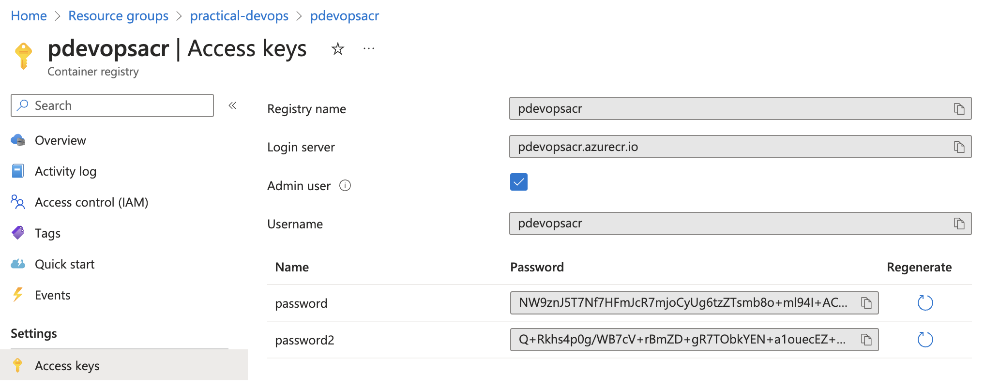 Home > Resource groups > practical-devops > pdevopsacr
pdevopsacr | Access keys
Container registry
Search
Overview
Activity log
Access control (IAM)
Tags
Quick start
Events
Settings
Access keys
Registry name pdevopsacr
Login server pdevopsacr.azurecr.io
Admin user
Username pdevopsacr
Name Password Regenerate
password NW9znJ5T7Nf7HFmJcR7mjoCyUg6tzZTsmb8o+ml94I+AC...
password2 Q+Rkhs4p0g/WB7cV+rBmZD+gR7TObkYEN+a1ouecEZ+...